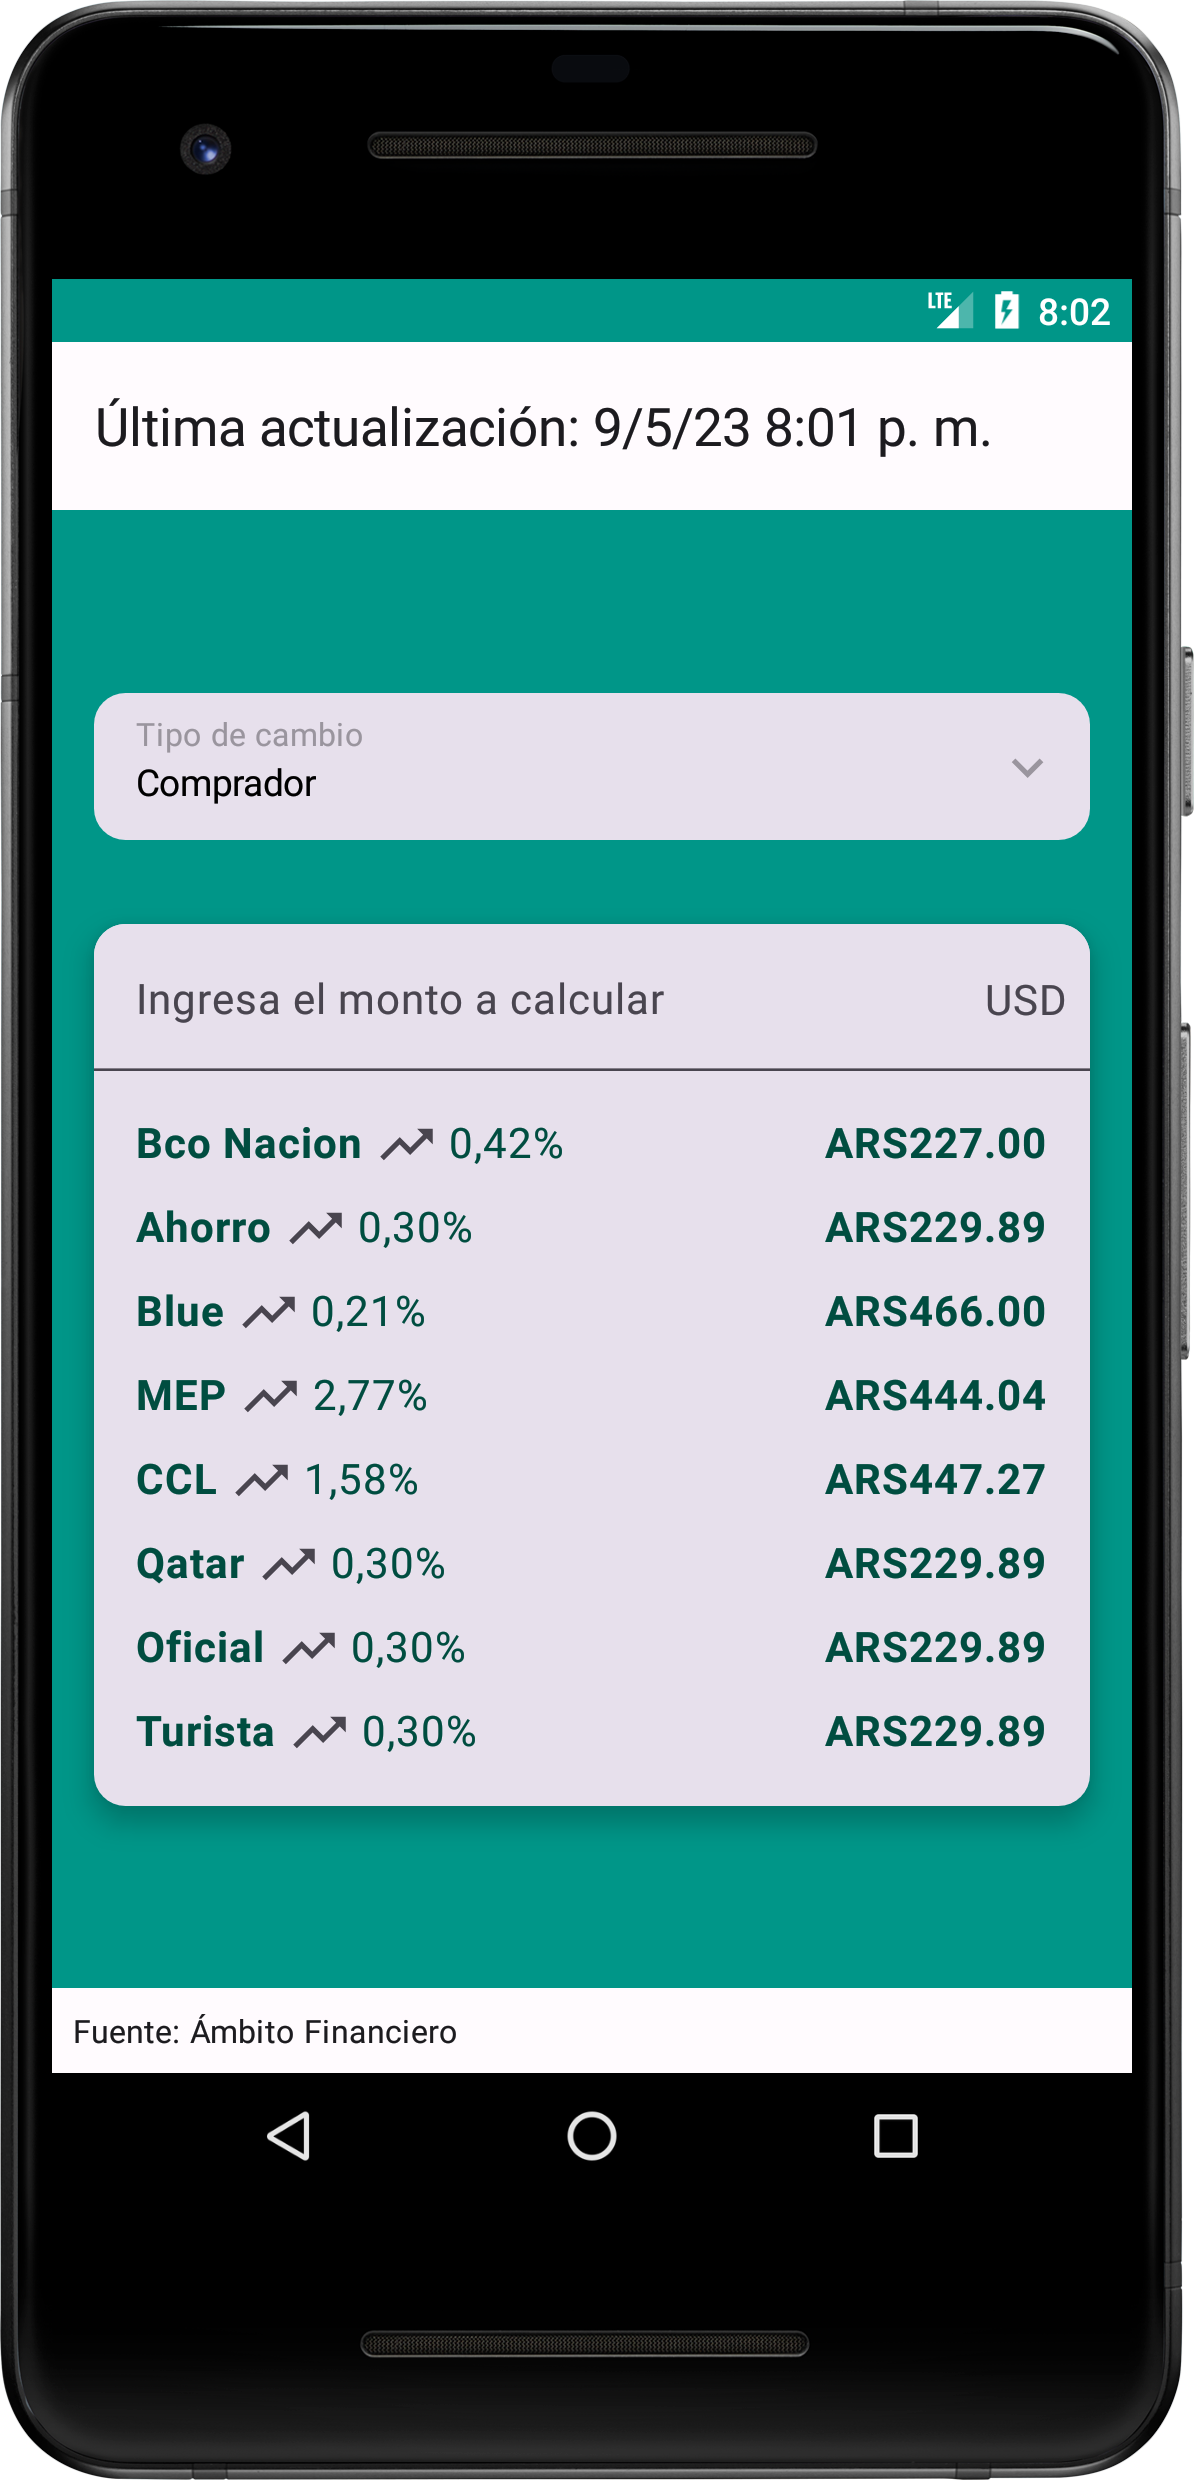 LTE 8:02
Última actualización: 9/5/23 8:01 p. m.
Tipo de cambio
Comprador
Ingresa el monto a calcular USD
Bco Nacion 0,42% ARS227.00
Ahorro 0,30% ARS229.89
Blue 0,21% ARS466.00
MEP 2,77% ARS444.04
CCL 1,58% ARS447.27
Qatar 0,30% ARS229.89
Oficial 0,30% ARS229.89
Turista 0,30% ARS229.89
Fuente: Ámbito Financiero